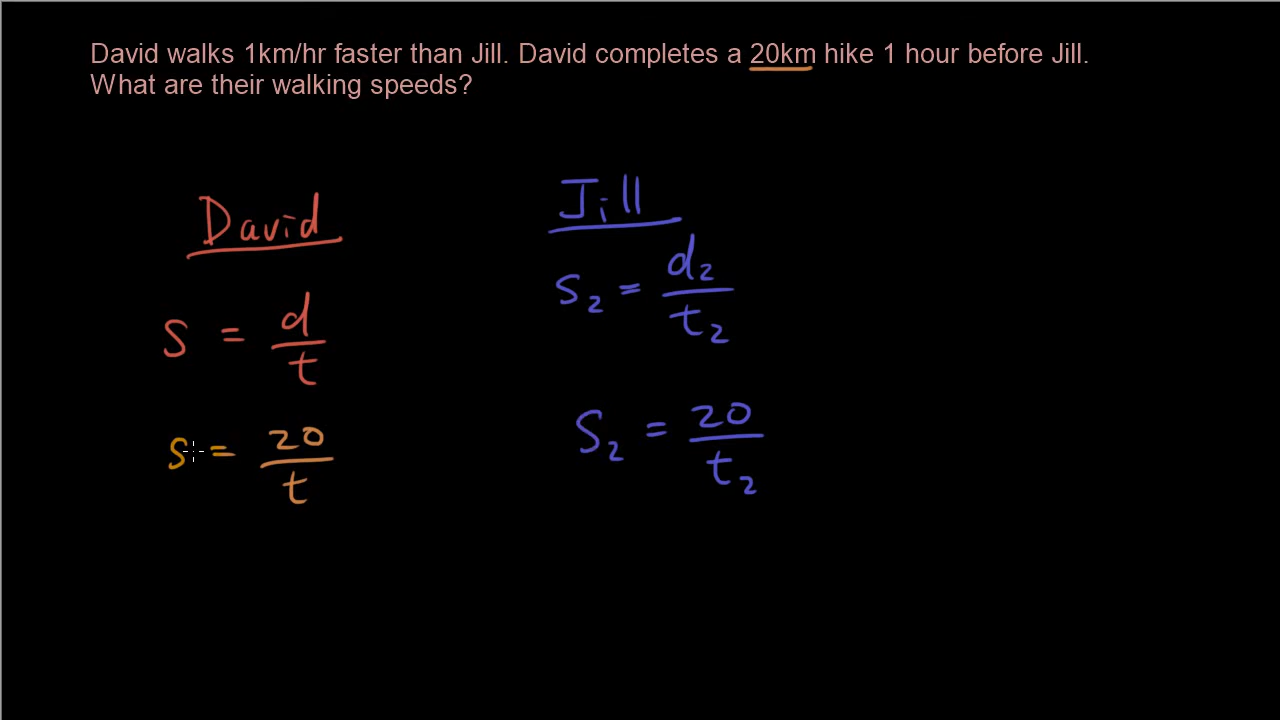 David walks 1km/hr faster than Jill. David completes a 20km hike 1 hour before Jill.
What are their walking speeds?
David
s = d/t
s = 20/t
Jill
s₂ = d₂/t₂
S₂ = 20/t₂